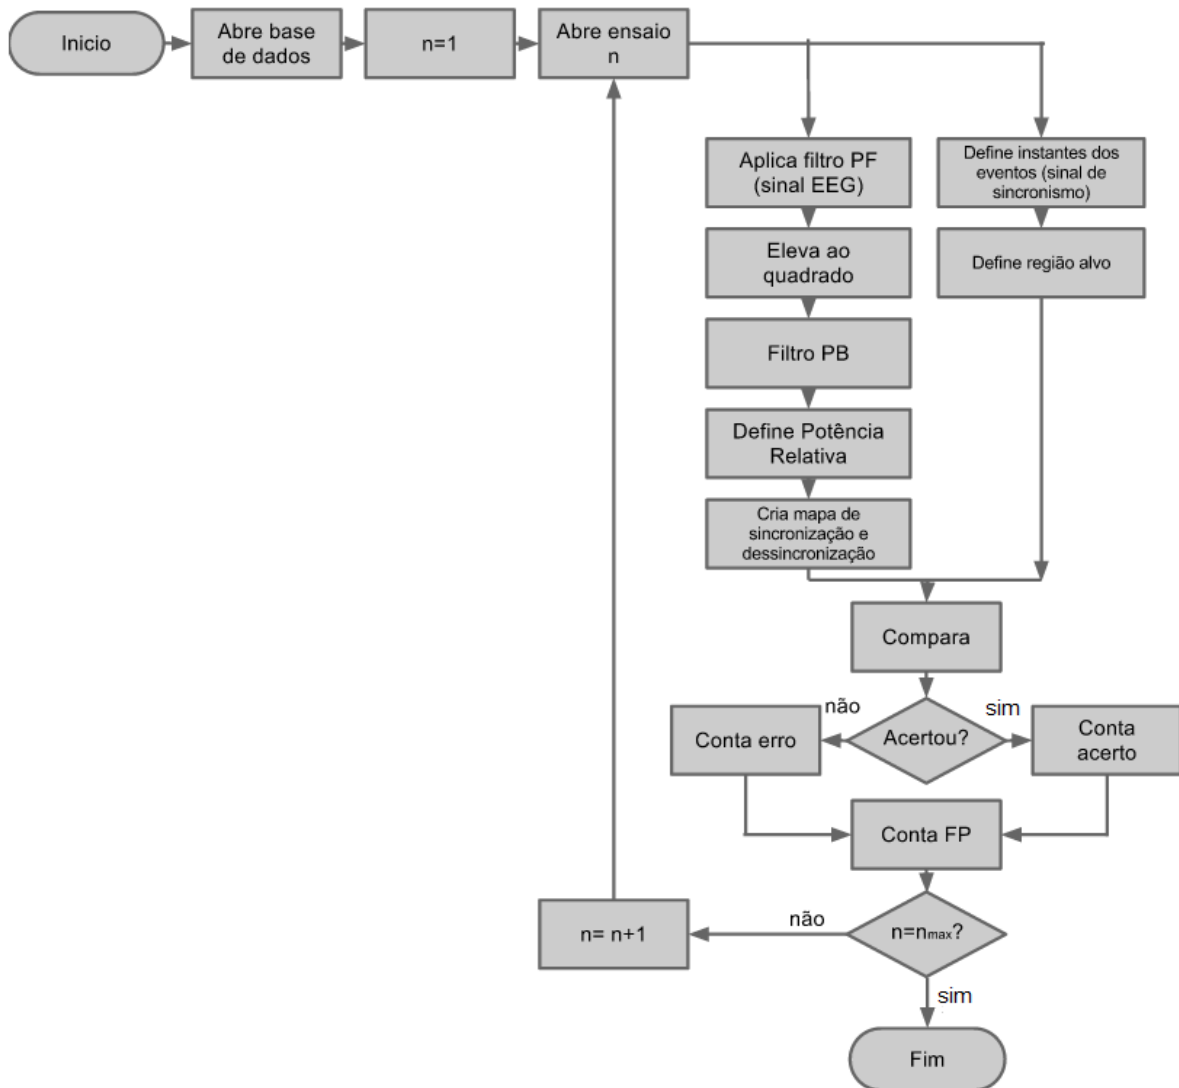 Inicio
Abre base
de dados
n=1
Abre ensaio
n
Aplica filtro PF
(sinal EEG)
Eleva ao
quadrado
Filtro PB
Define Potência
Relativa
Cria mapa de
sincronização e
dessincronização
Define instantes dos
eventos (sinal de
sincronismo)
Define região alvo
Compara
Acertou?
não
sim
Conta erro
Conta
acerto
Conta FP
n=nmax?
não
n= n+1
sim
Fim